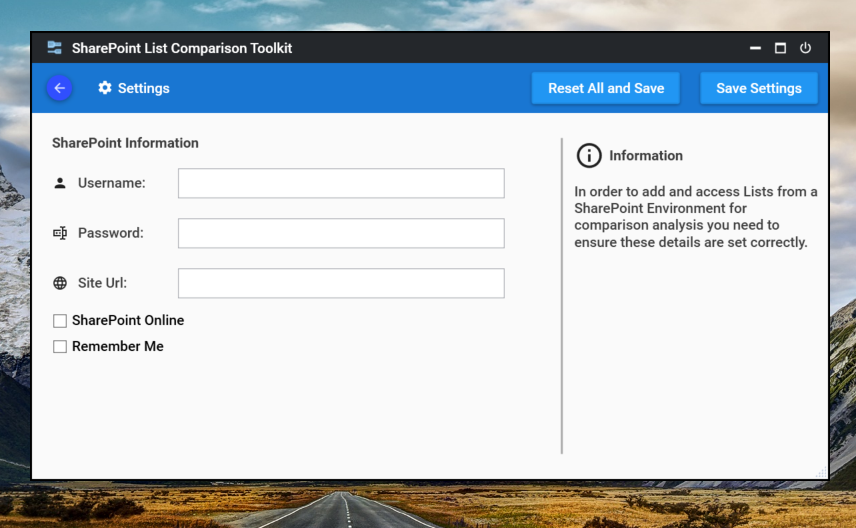 SharePoint List Comparison Toolkit
Settings
Reset All and Save
Save Settings
SharePoint Information
Username:
Password:
Site Url:
SharePoint Online
Remember Me
Information
In order to add and access Lists from a
SharePoint Environment for
comparison analysis you need to
ensure these details are set correctly.